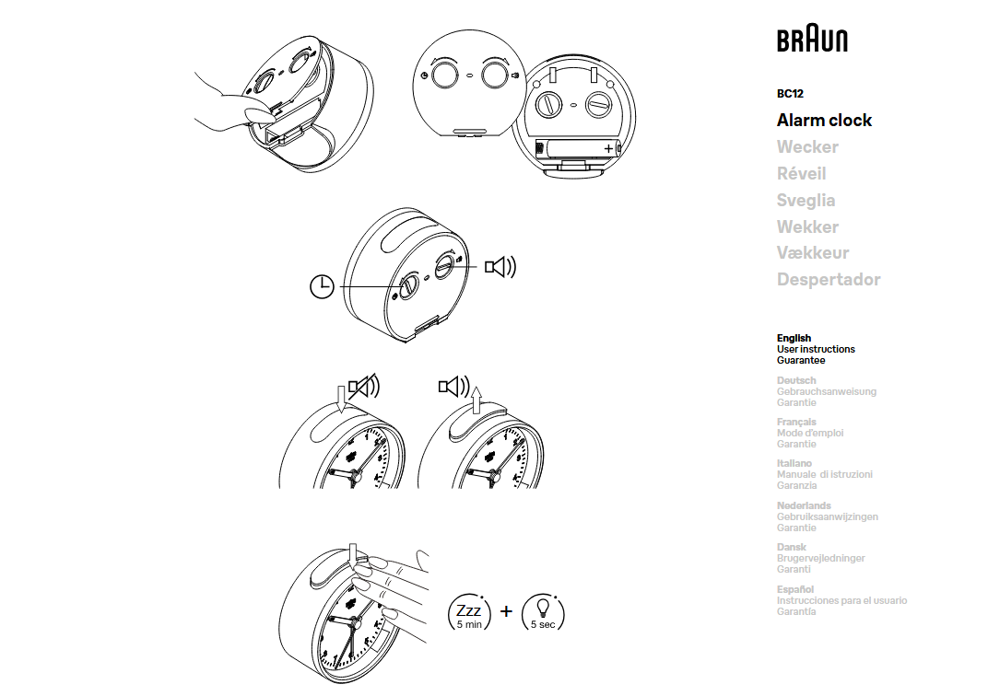 BRAUN
BC12
Alarm clock
Wecker
Réveil
Sveglia
Wekker
Vækkeur
Despertador
English
User instructions
Guarantee
Deutsch
Gebrauchsanweisung
Garantie
Français
Mode d'emploi
Garantie
Italiano
Manuale di istruzioni
Garanzia
Nederlands
Gebruiksaanwijzingen
Garantie
Dansk
Brugervejledninger
Garanti
Español
Instrucciones para el usuario
Garantía
+
Zzz
5 min
+
5 sec